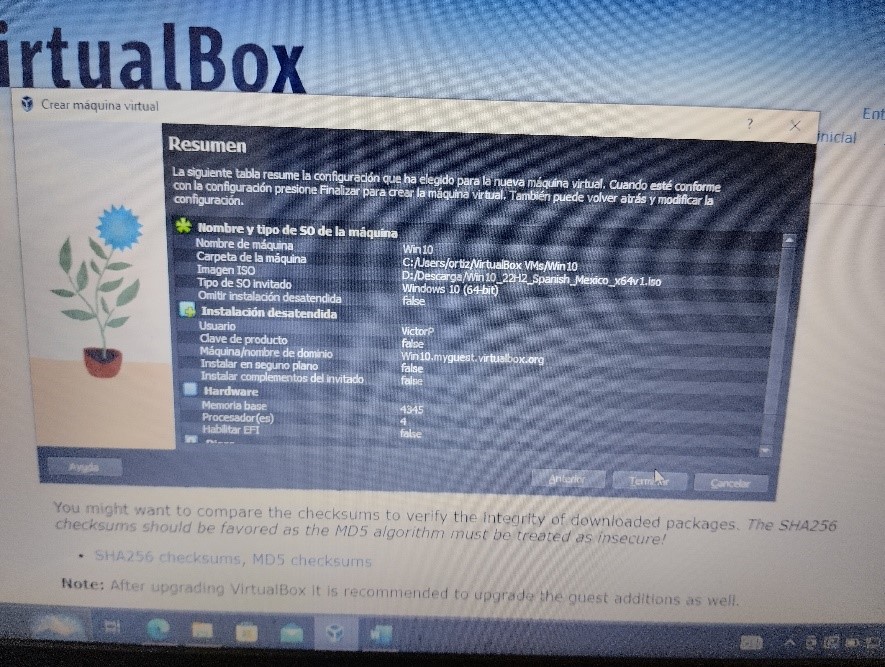 irtualBox
Crear máquina virtual
?
Ent
inicial
Resumen
La siguiente tabla resume la configuración que ha elegido para la nueva máquina virtual. Cuando esté conforme
con la configuración presione Finalizar para crear la máquina virtual. También puede volver atrás y modificar la
configuración.
Nombre y tipo de SO de la máquina
Nombre de máquina Win10
Carpeta de la máquina C:/Users/ortiz/VirtualBox VMs/Win10
Imagen ISO D:/Descarga/Win10_22H2_Spanish_Mexico_x64v1.iso
Tipo de SO invitado Windows 10 (64-bit)
Omitir instalación desatendida false
Instalación desatendida
Usuario VictorP
Clave de producto false
Máquina/nombre de dominio Win10.myguest.virtualbox.org
Instalar en seguno plano false
Instalar complementos del invitado false
Hardware
Memoria base 4345
Procesador(es) 4
Habilitar EFI false
Ayuda
Anterior
Terminar
Cancelar
You might want to compare the checksums to verify the integrity of downloaded packages. The SHA256
checksums should be favored as the MD5 algorithm must be treated as insecure!
• SHA256 checksums, MD5 checksums
Note: After upgrading VirtualBox it is recommended to upgrade the guest additions as well.